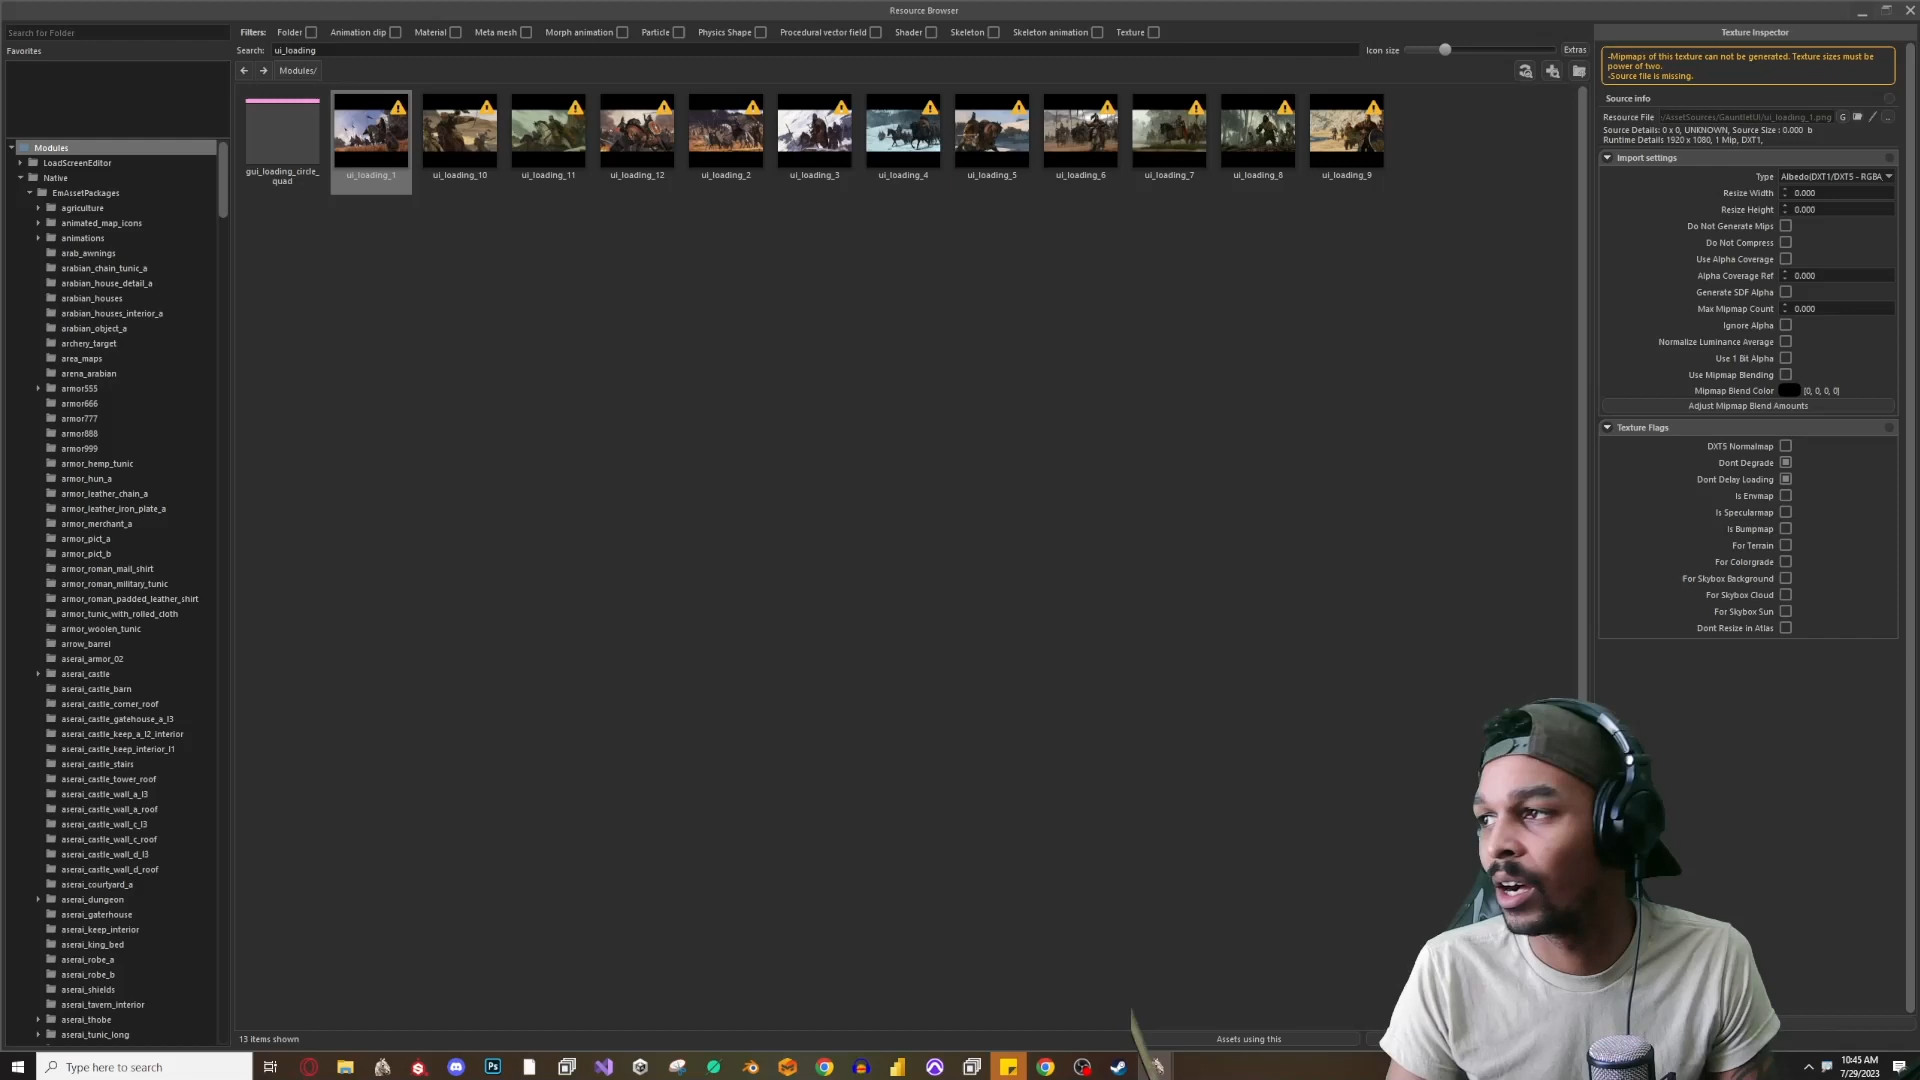 Resource Browser
Search for Folder
Favorites
Modules
LoadScreenEditor
Native
EmAssetPackages
agriculture
animated_map_icons
animations
arab_awnings
arabian_chain_tunic_a
arabian_house_detail_a
arabian_houses
arabian_houses_interior_a
arabian_object_a
archery_target
area_maps
arena_arabian
armor555
armor666
armor777
armor888
armor999
armor_hemp_tunic
armor_hun_a
armor_leather_chain_a
armor_leather_iron_plate_a
armor_merchant_a
armor_pict_a
armor_pict_b
armor_roman_mail_shirt
armor_roman_military_tunic
armor_roman_padded_leather_shirt
armor_tunic_with_rolled_cloth
armor_woolen_tunic
arrow_barrel
aserai_armor_02
aserai_castle
aserai_castle_barn
aserai_castle_corner_roof
aserai_castle_gatehouse_a_l3
aserai_castle_keep_a_l2_interior
aserai_castle_keep_interior_l1
aserai_castle_stairs
aserai_castle_tower_roof
aserai_castle_wall_a_l3
aserai_castle_wall_a_roof
aserai_castle_wall_c_l3
aserai_castle_wall_c_roof
aserai_castle_wall_d_l3
aserai_castle_wall_d_roof
aserai_courtyard_a
aserai_dungeon
aserai_gaterhouse
aserai_keep_interior
aserai_king_bed
aserai_robe_a
aserai_robe_b
aserai_shields
aserai_tavern_interior
aserai_thobe
aserai_tunic_long
Filters: Folder Animation clip Material Meta mesh Morph animation Particle Physics Shape Procedural vector field Shader Skeleton Skeleton animation Texture
Search: ui_loading Icon size Extras
Modules/
gui_loading_circle_quad
ui_loading_1
ui_loading_10
ui_loading_11
ui_loading_12
ui_loading_2
ui_loading_3
ui_loading_4
ui_loading_5
ui_loading_6
ui_loading_7
ui_loading_8
ui_loading_9
13 items shown
Assets using this
Texture Inspector
-Mipmaps of this texture can not be generated. Texture sizes must be
power of two.
-Source file is missing.
Source info
Resource File /AssetSources/GauntletUI/ui_loading_1.png G ..
Source Details: 0 x 0, UNKNOWN, Source Size : 0.000 b
Runtime Details 1920 x 1080, 1 Mip, DXT1,
Import settings
Type Albedo(DXT1/DXT5 - RGBA,
Resize Width 0.000
Resize Height 0.000
Do Not Generate Mips
Do Not Compress
Use Alpha Coverage
Alpha Coverage Ref 0.000
Generate SDF Alpha
Max Mipmap Count 0.000
Ignore Alpha
Normalize Luminance Average
Use 1 Bit Alpha
Use Mipmap Blending
Mipmap Blend Color [0, 0, 0, 0]
Adjust Mipmap Blend Amounts
Texture Flags
DXT5 Normalmap
Dont Degrade
Dont Delay Loading
Is Envmap
Is Specularmap
Is Bumpmap
For Terrain
For Colorgrade
For Skybox Background
For Skybox Cloud
For Skybox Sun
Dont Resize in Atlas
Type here to search
Ps
10:45 AM
7/29/2023